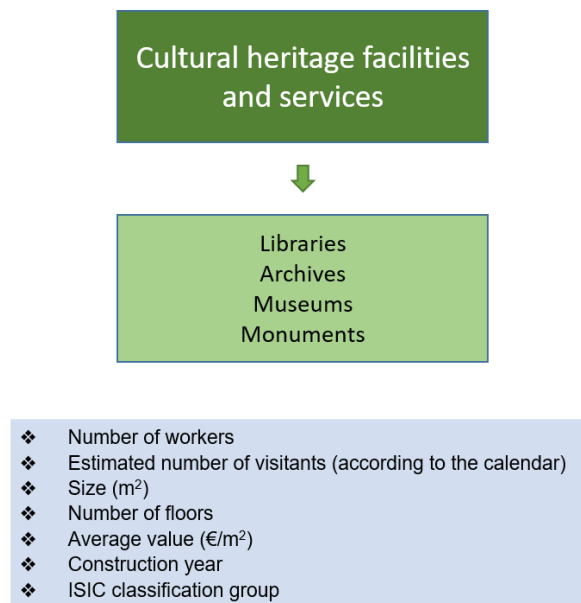 Cultural heritage facilities
and services
Libraries
Archives
Museums
Monuments
❖ Number of workers
❖ Estimated number of visitants (according to the calendar)
❖ Size (m²)
❖ Number of floors
❖ Average value (€/m²)
❖ Construction year
❖ ISIC classification group